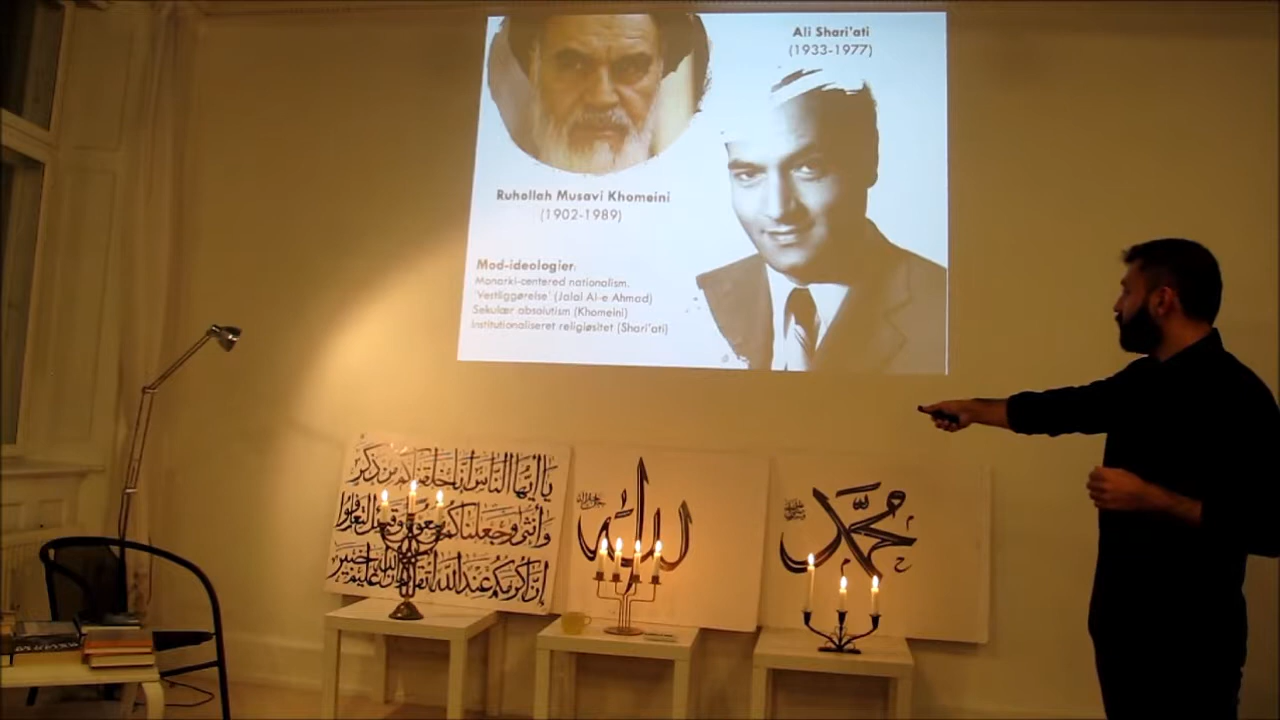 Ali Shari'ati
(1933-1977)
Ruhollah Musavi Khomeini
(1902-1989)
Mod-ideologier:
Monarki-centered nationalism.
'Vestliggørelse' (Jalal Al-e Ahmad)
Sekulær absolutism (Khomeini)
Institutionaliseret religiøsitet (Shari'ati)
يا أيها الناس إنا خلقناكم من ذكر
وأنثى وجعلناكم شعوبا وقبائل لتعارفوا
إن أكرمكم عند الله أتقاكم إن الله عليم خبير
الله
محمد